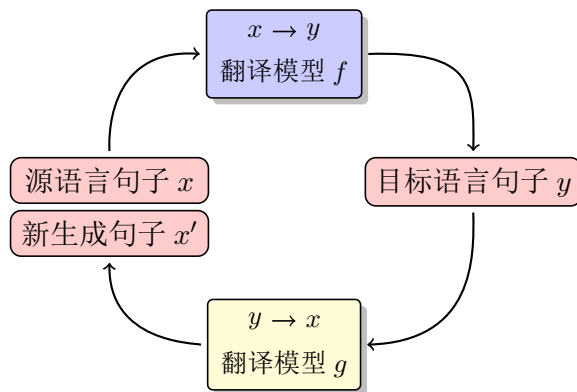 x → y
翻译模型 f
源语言句子 x
目标语言句子 y
新生成句子 x′
y → x
翻译模型 g